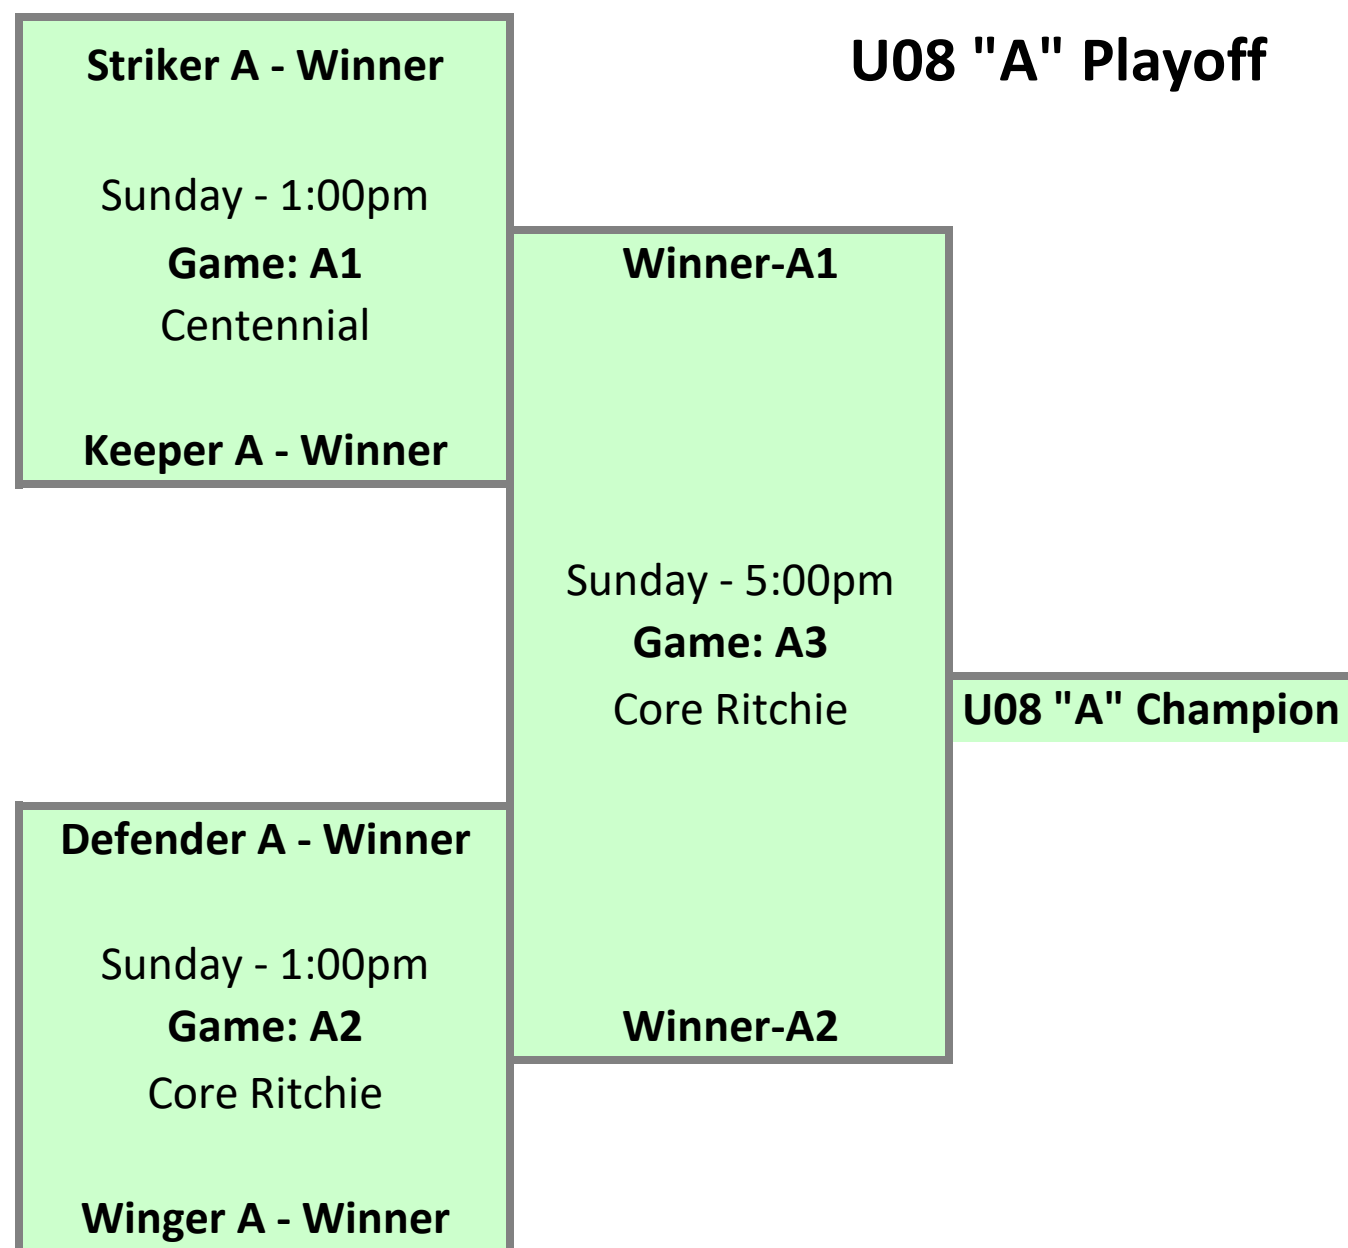 U08 "A" Playoff
Striker A - Winner
Sunday - 1:00pm
Game: A1
Centennial
Keeper A - Winner
Winner-A1
Sunday - 5:00pm
Game: A3
Core Ritchie
Winner-A2
U08 "A" Champion
Defender A - Winner
Sunday - 1:00pm
Game: A2
Core Ritchie
Winger A - Winner